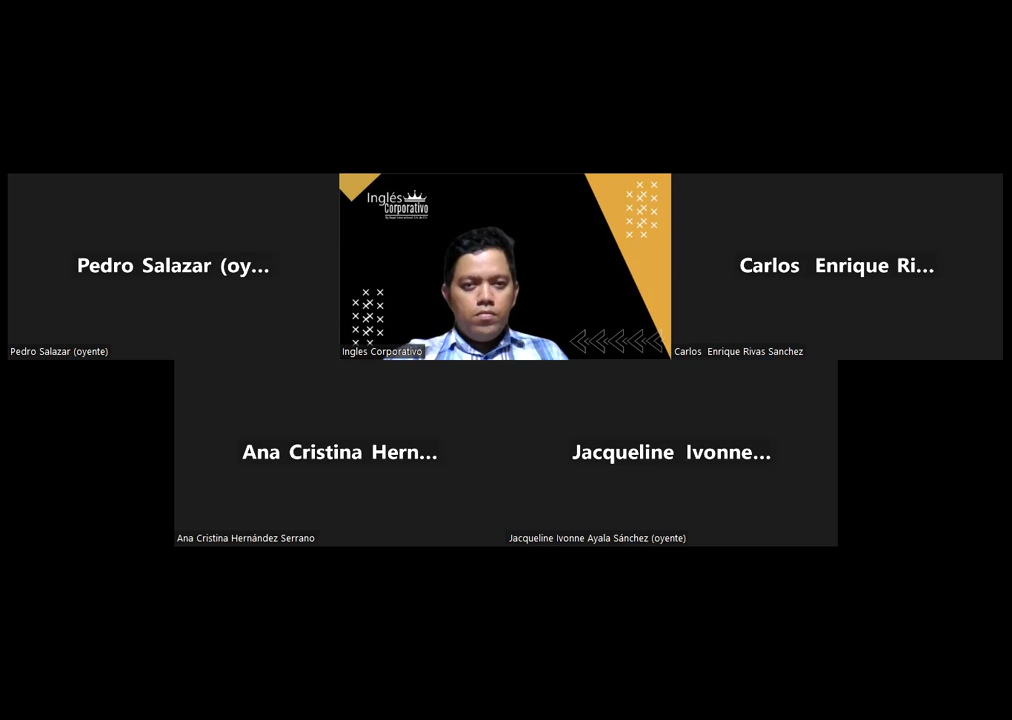 Pedro Salazar (oy...
Pedro Salazar (oyente)
Inglés
Corporativo
Ingles Corporativo
Carlos Enrique Ri...
Carlos Enrique Rivas Sanchez
Ana Cristina Hern...
Ana Cristina Hernández Serrano
Jacqueline Ivonne...
Jacqueline Ivonne Ayala Sánchez (oyente)